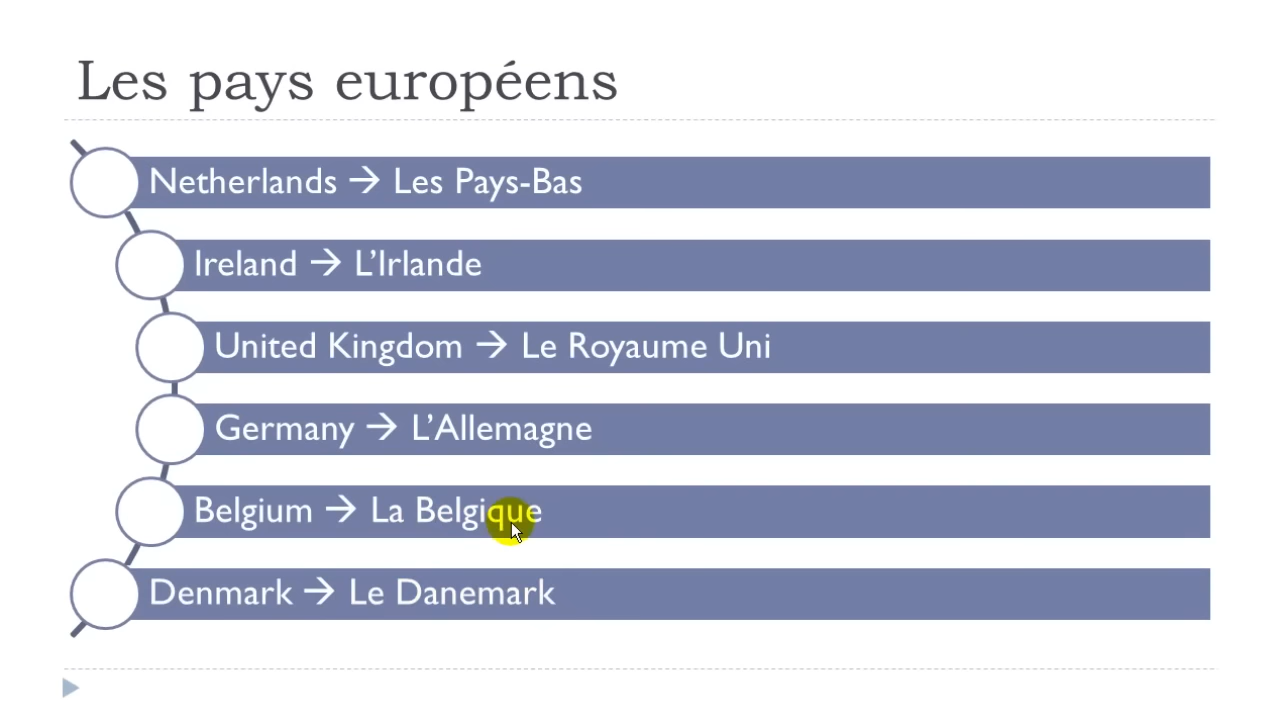 Les pays européens
Netherlands → Les Pays-Bas
Ireland → L’Irlande
United Kingdom → Le Royaume Uni
Germany → L’Allemagne
Belgium → La Belgique
Denmark → Le Danemark